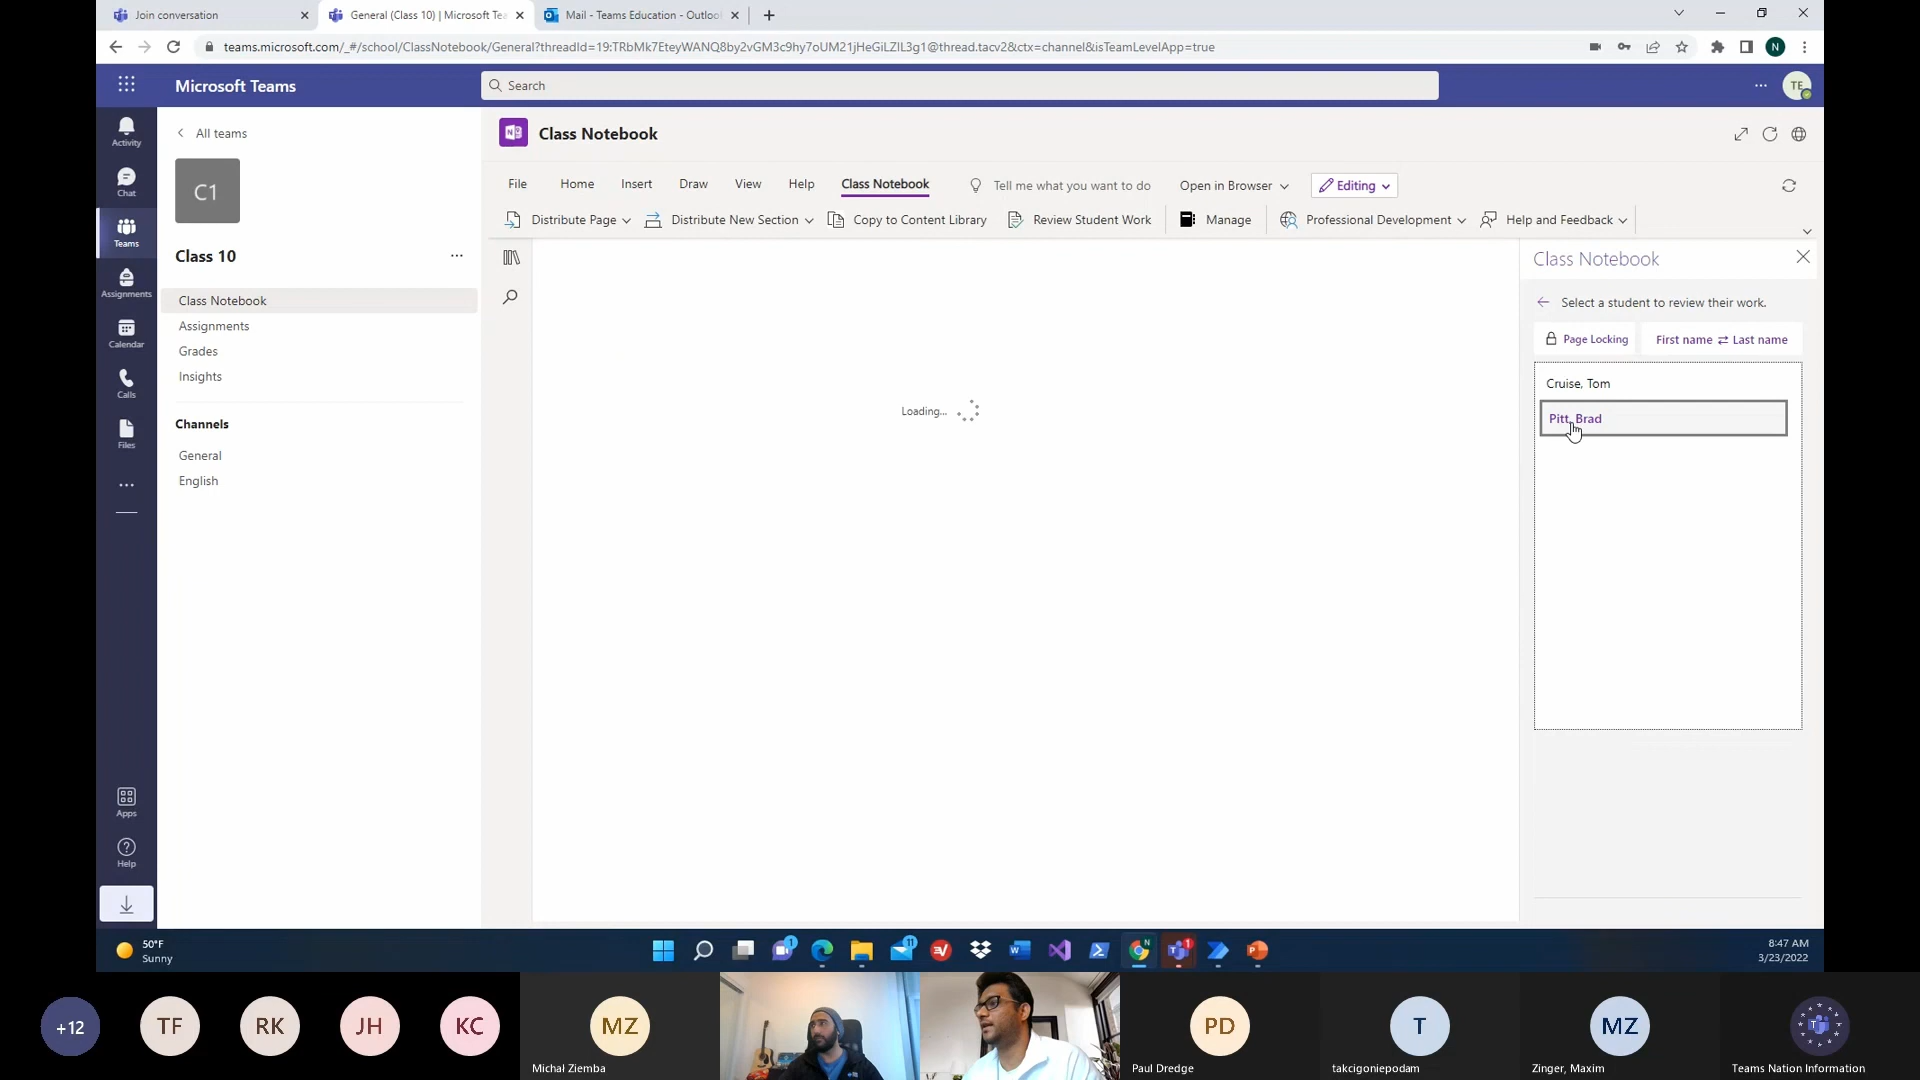 Join conversation
General (Class 10) | Microsoft Te
Mail - Teams Education - Outloo
teams.microsoft.com/_#/school/ClassNotebook/General?threadId=19:TRbMk7EteyWANQ8by2vGM3c9hy7oUM21jHeGiLZIL3g1@thread.tacv2&ctx=channel&isTeamLevelApp=true
N
Microsoft Teams
Search
TE
Activity
Chat
Teams
Assignments
Calendar
Calls
Files
Apps
Help
All teams
C1
Class 10
Class Notebook
Assignments
Grades
Insights
Channels
General
English
Class Notebook
File Home Insert Draw View Help Class Notebook Tell me what you want to do Open in Browser Editing
Distribute Page Distribute New Section Copy to Content Library Review Student Work Manage Professional Development Help and Feedback
Loading...
Class Notebook
Select a student to review their work.
Page Locking First name Last name
Cruise, Tom
Pitt, Brad
50°F
Sunny
1
11
N
1
8:47 AM
3/23/2022
+12
TF
RK
JH
KC
MZ
Michał Ziemba
PD
Paul Dredge
T
takcigoniepodam
MZ
Zinger, Maxim
Teams Nation Information